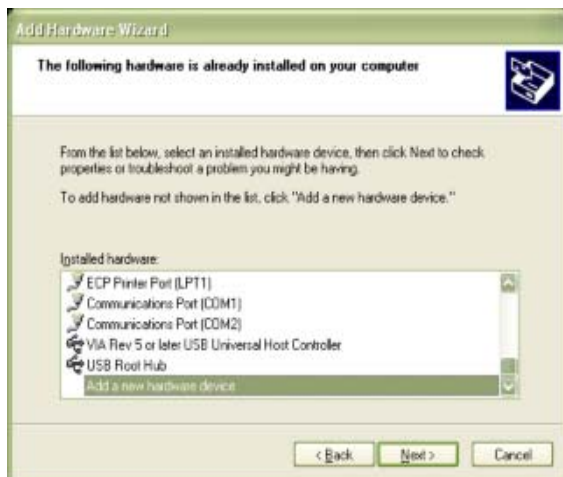 Add Hardware Wizard
The following hardware is already installed on your computer
From the list below, select an installed hardware device, then click Next to check
properties or troubleshoot a problem you might be having.
To add hardware not shown in the list, click "Add a new hardware device."
Installed hardware:
ECP Printer Port (LPT1)
Communications Port (COM1)
Communications Port (COM2)
VIA Rev 5 or later USB Universal Host Controller
USB Root Hub
Add a new hardware device
< Back Next > Cancel